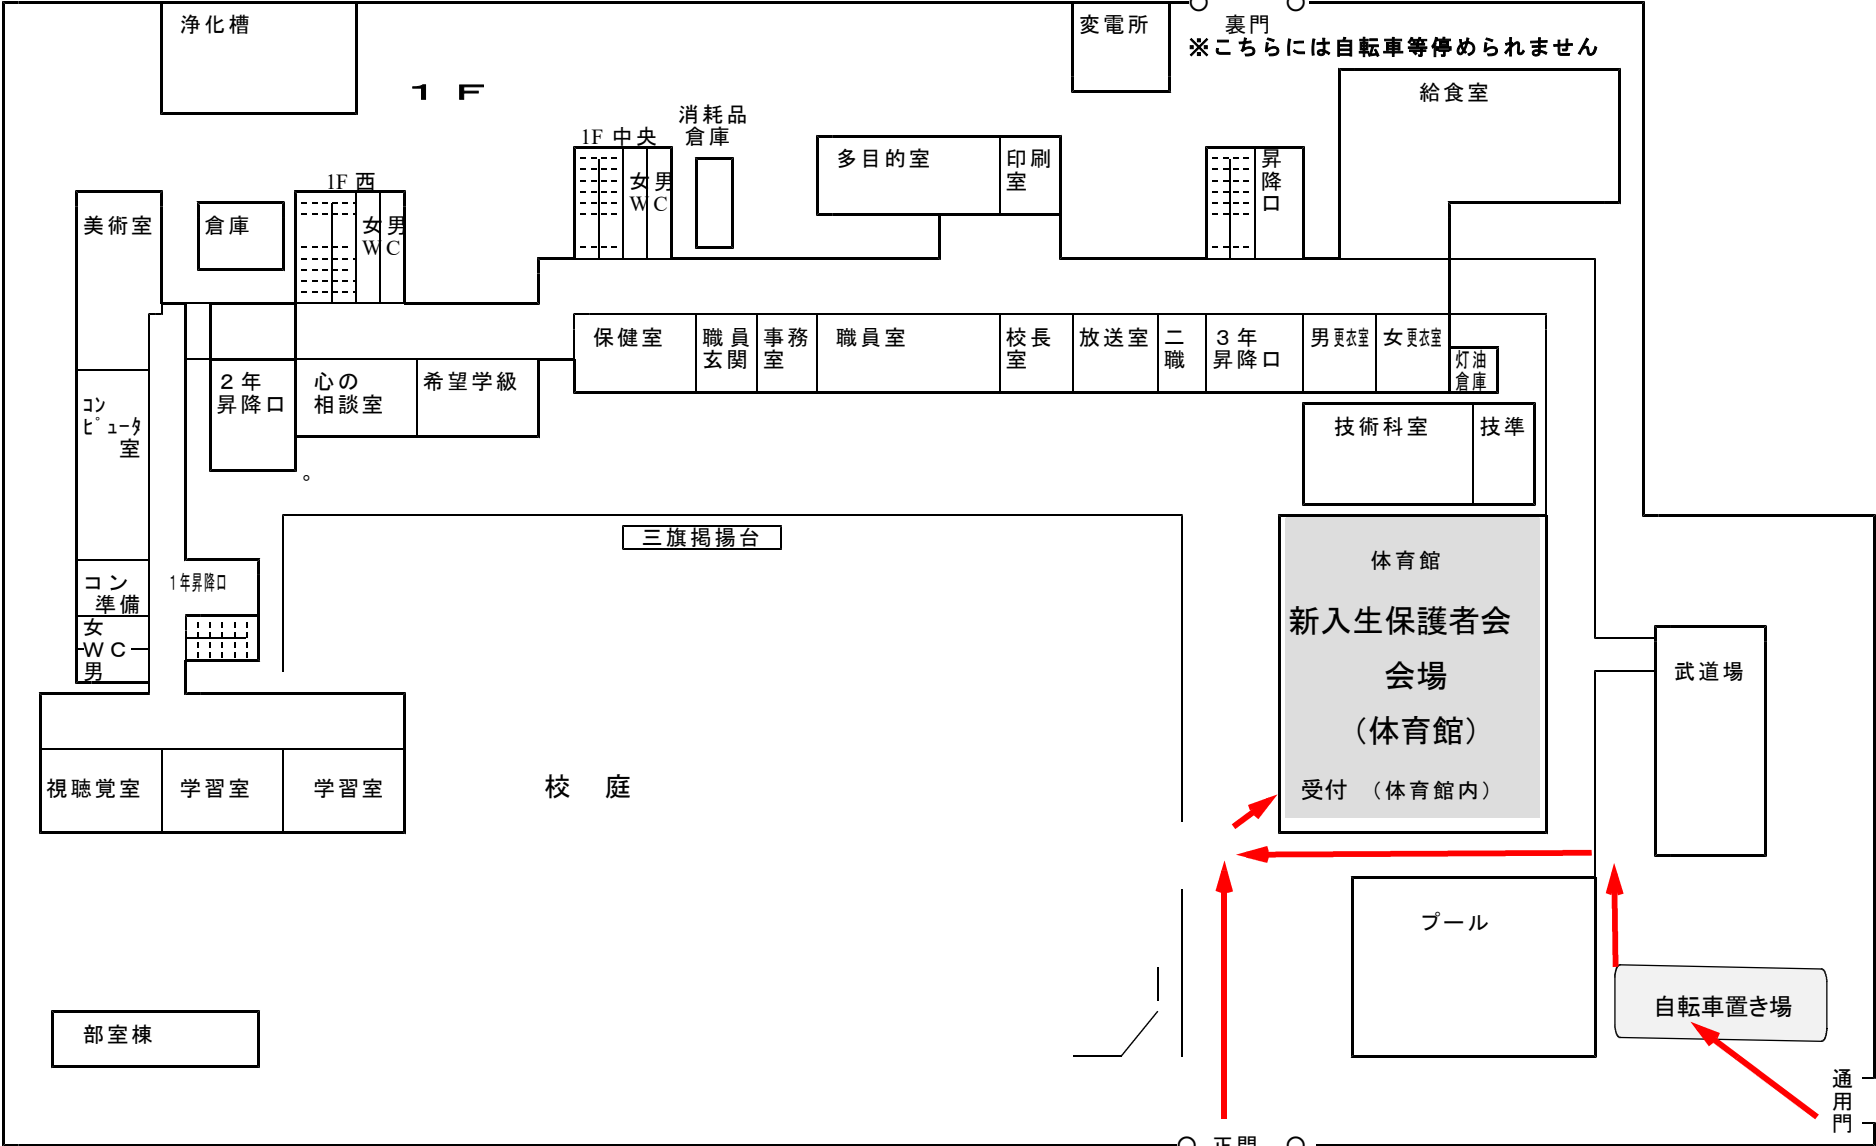 浄化槽
変電所
裏門
※こちらには自転車等停められません
１Ｆ
給食室
消耗品
倉庫
1F 中央
女 男
W C
多目的室
印刷
室
昇
降
口
1F 西
女 男
W C
美術室
倉庫
保健室
職員
玄関
事務
室
職員室
校長
室
放送室
二
職
３年
昇降口
男更衣室
女更衣室
灯油
倉庫
２年
昇降口
心の
相談室
希望学級
コン
ピュータ
室
技術科室
技準
。
三旗掲揚台
体育館
コン
準備
1年昇降口
新入生保護者会
会場
（体育館）
女
ＷＣ
男
武道場
視聴覚室
学習室
学習室
校　庭
受付　（体育館内）
プール
自転車置き場
部室棟
通
用
門
正門